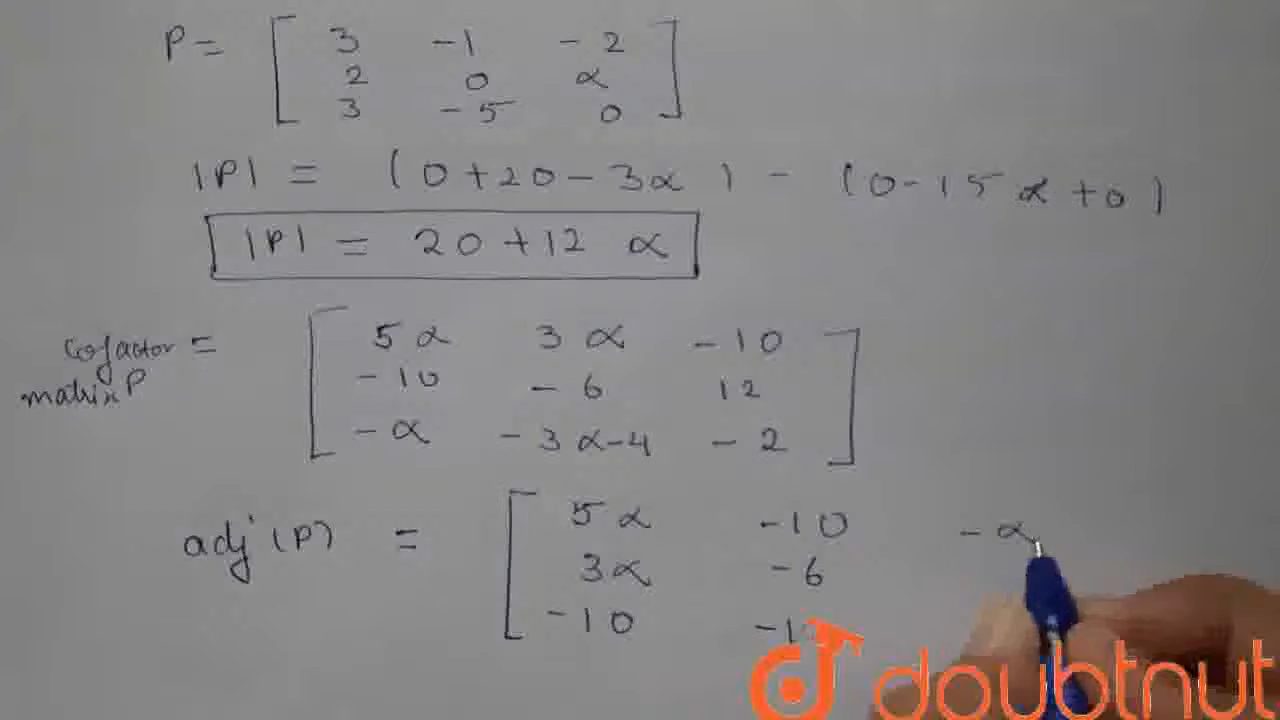 P = [ 3 -1 -2
2 0 α
3 -5 0 ]
|P| = (0+20-3α) - (0-15α+0)
|P| = 20+12 α
Cofactor matrix P = [ 5α 3α -10
-10 -6 12
-α -3α-4 -2 ]
adj(P) = [ 5α -10 -α
3α -6
-10
doubtnut